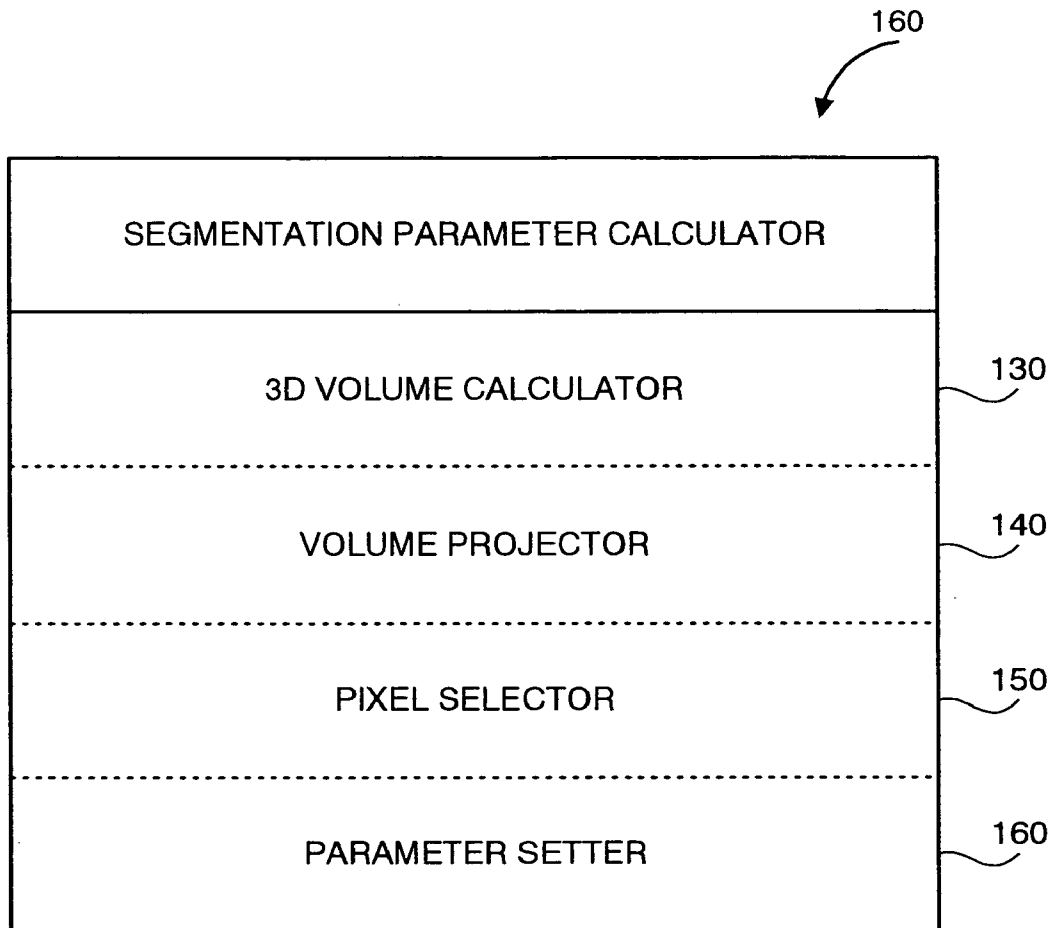 160
SEGMENTATION PARAMETER CALCULATOR
3D VOLUME CALCULATOR
130
VOLUME PROJECTOR
140
PIXEL SELECTOR
150
PARAMETER SETTER
160